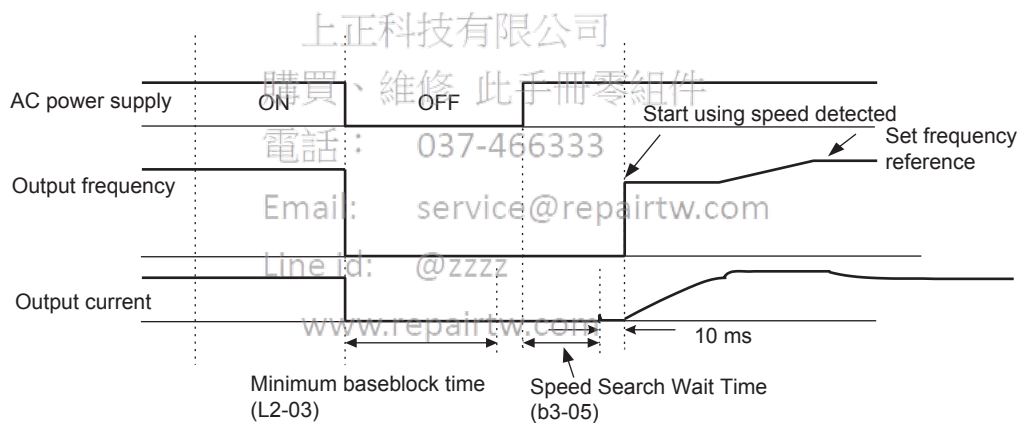 上正科技有限公司
購買、維修 此手冊零組件
AC power supply
ON
OFF
Start using speed detected
Set frequency
reference
電話： 037-466333
Output frequency
Email: service@repairtw.com
Line id: @zzzz
Output current
www.repairtw.com
10 ms
Minimum baseblock time
(L2-03)
Speed Search Wait Time
(b3-05)